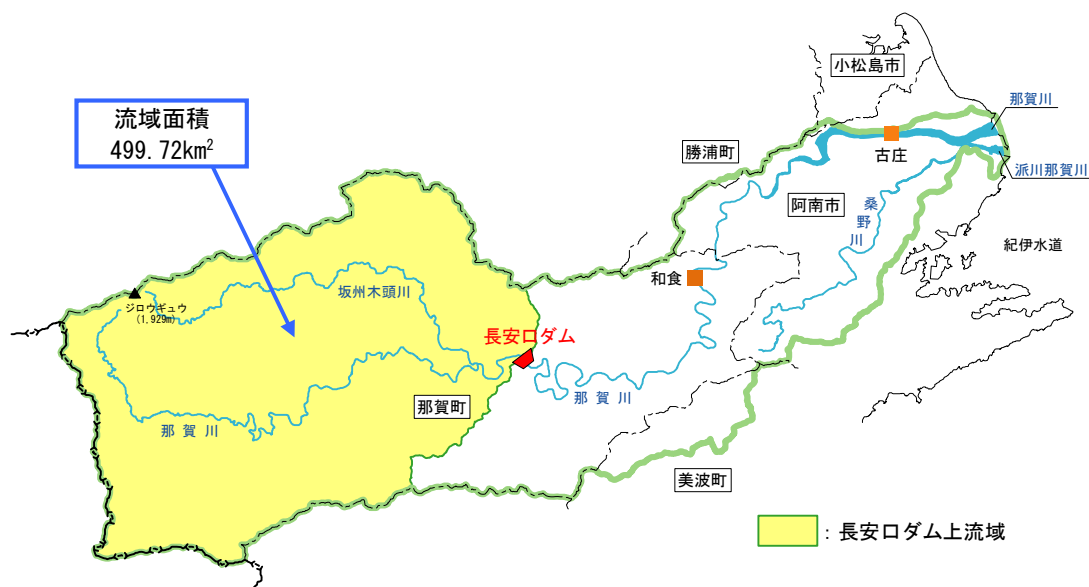 小松島市
流域面積
499.72km²
那賀川
古庄
勝浦町
派川那賀川
阿南市
桑野川
紀伊水道
和食
坂州木頭川
ジロウギュウ
(1,929m)
長安口ダム
那賀町
那賀川
那賀川
美波町
：長安口ダム上流域